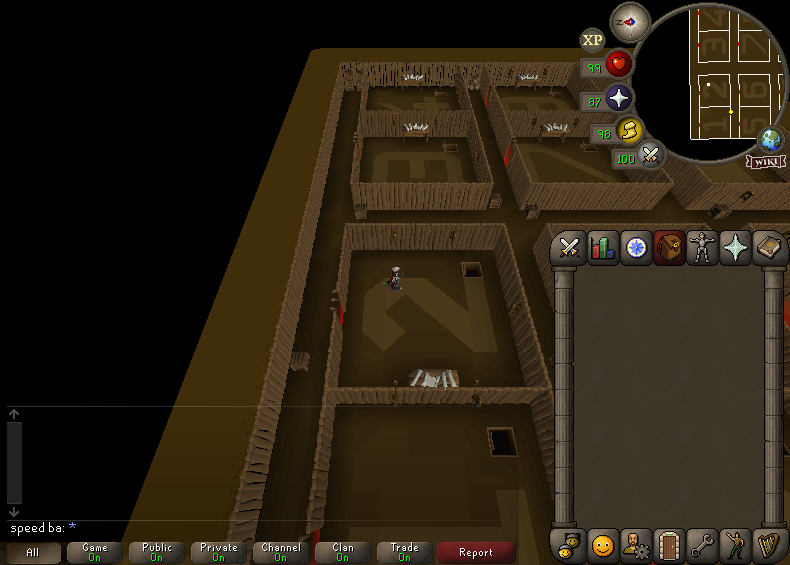 XP
99
67
98
100
WIKI
speed ba: *
All
Game
On
Public
On
Private
On
Channel
On
Clan
On
Trade
On
Report